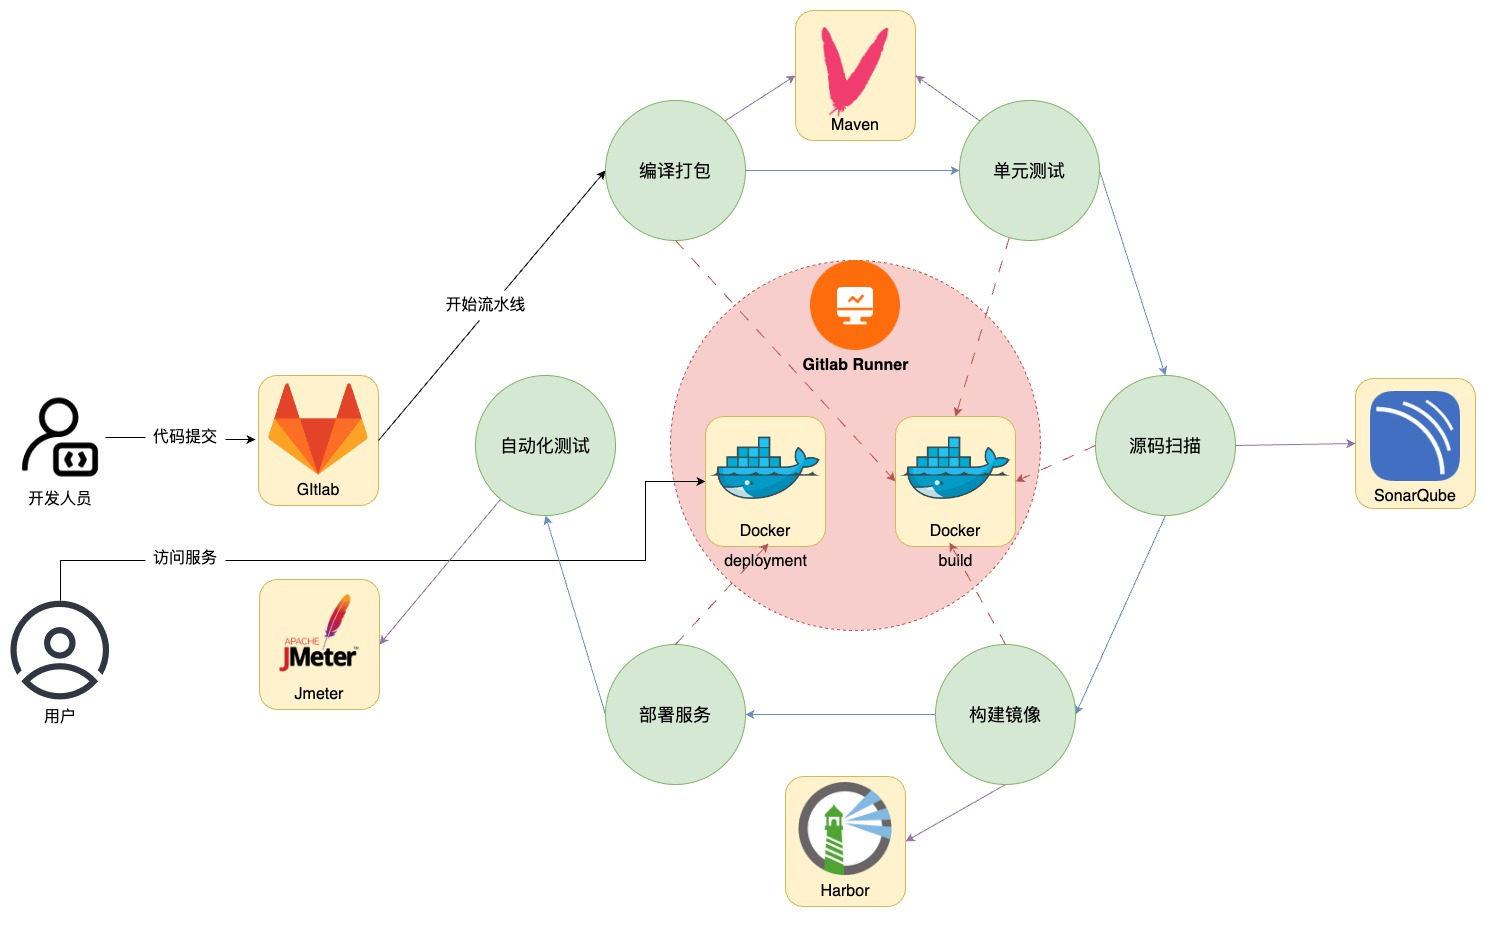 Maven
编译打包
单元测试
开始流水线
Gitlab Runner
代码提交
开发人员
GItlab
自动化测试
Docker
deployment
Docker
build
源码扫描
SonarQube
访问服务
用户
APACHE
JMeter™
Jmeter
部署服务
构建镜像
Harbor